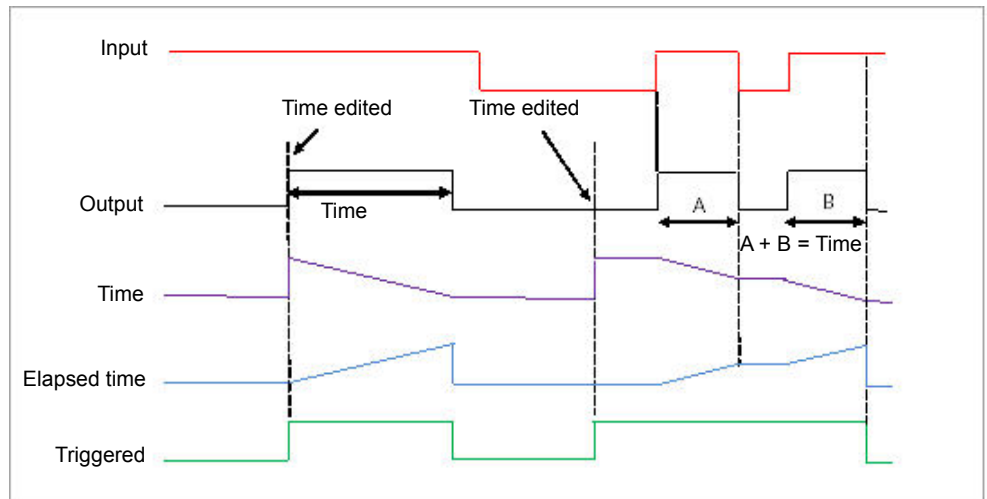 Input
Time edited
Time edited
Output
Time
A
B
A + B = Time
Time
Elapsed time
Triggered